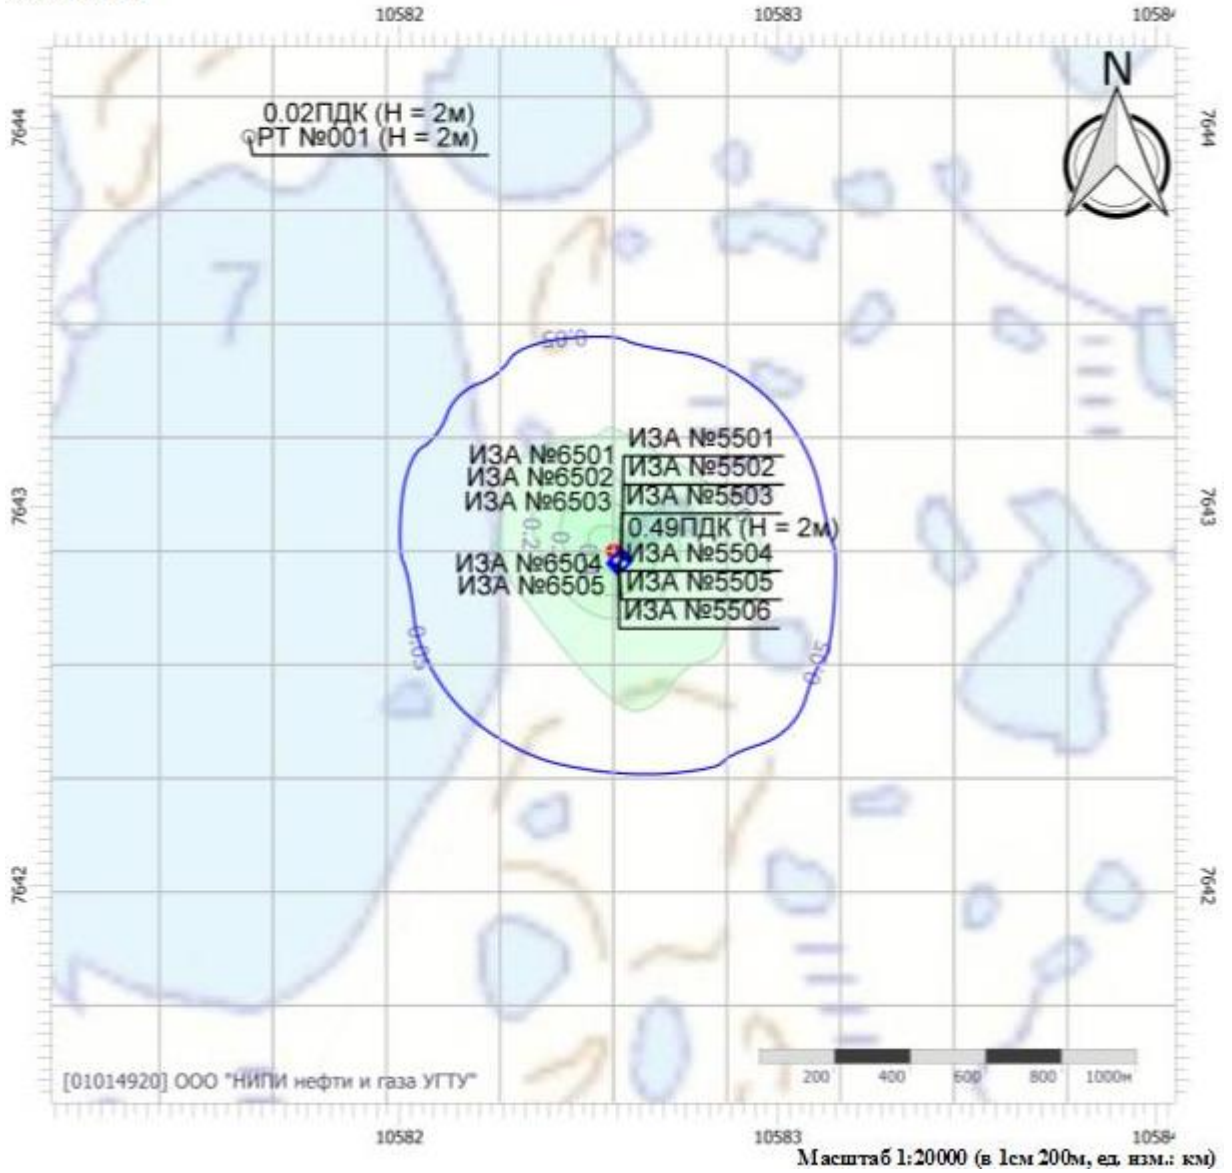 10582 10583 1058
7644
7644
N
0.02ПДК (Н = 2м)
РТ №001 (Н = 2м)
7
0.05
ИЗА №5501
ИЗА №6501
ИЗА №5502
ИЗА №6502
ИЗА №5503
ИЗА №6503
7643
7643
0.2
0.49ПДК (Н = 2м)
ИЗА №5504
ИЗА №6504
ИЗА №5505
ИЗА №6505
ИЗА №5506
0.05
0.05
7642
7642
200 400 600 800 1000м
[01014920] ООО "НИПИ нефти и газа УГТУ"
10582 10583 1058
Масштаб 1:20000 (в 1см 200м, ед. изм.: км)